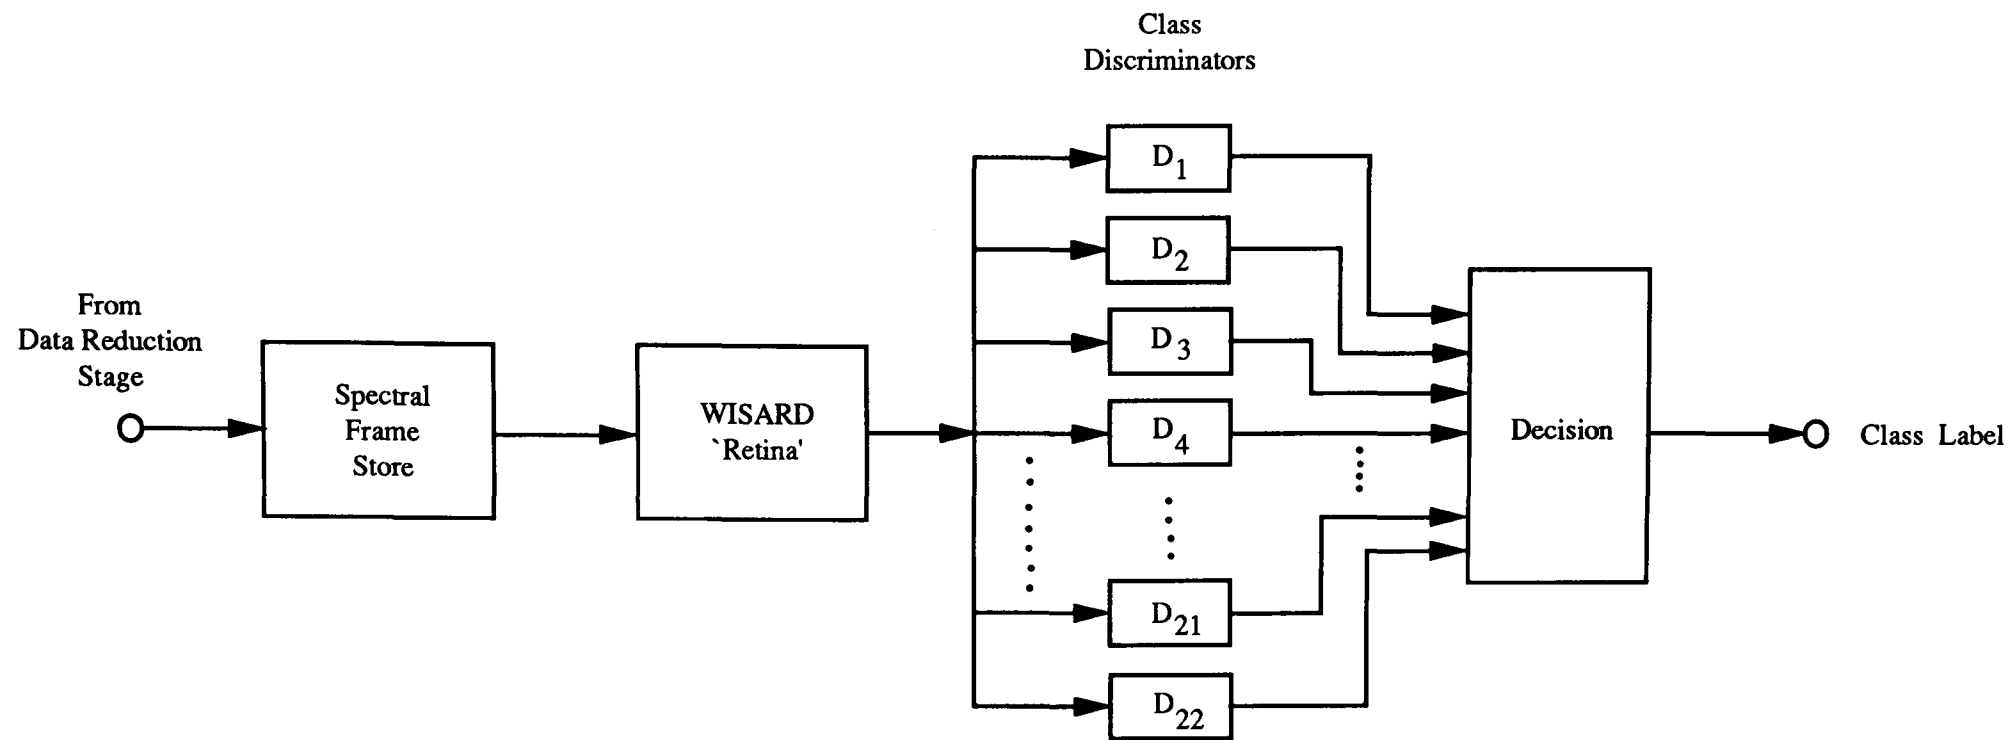 Class
Discriminators
From
Data Reduction
Stage
Spectral
Frame
Store
WISARD
`Retina'
D1
D2
D3
D4
D21
D22
Decision
Class Label